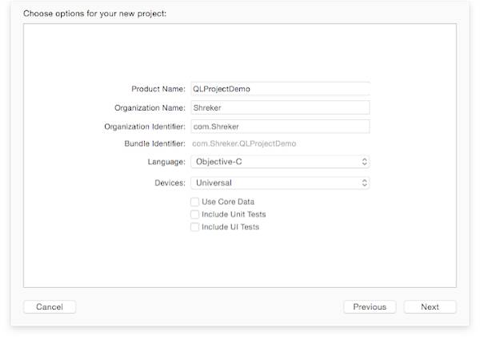 Choose options for your new project:
Product Name: QLProjectDemo
Organization Name: Shreker
Organization Identifier: com.Shreker
Bundle Identifier: com.Shreker.QLProjectDemo
Language: Objective-C
Devices: Universal
Use Core Data
Include Unit Tests
Include UI Tests
Cancel Previous Next